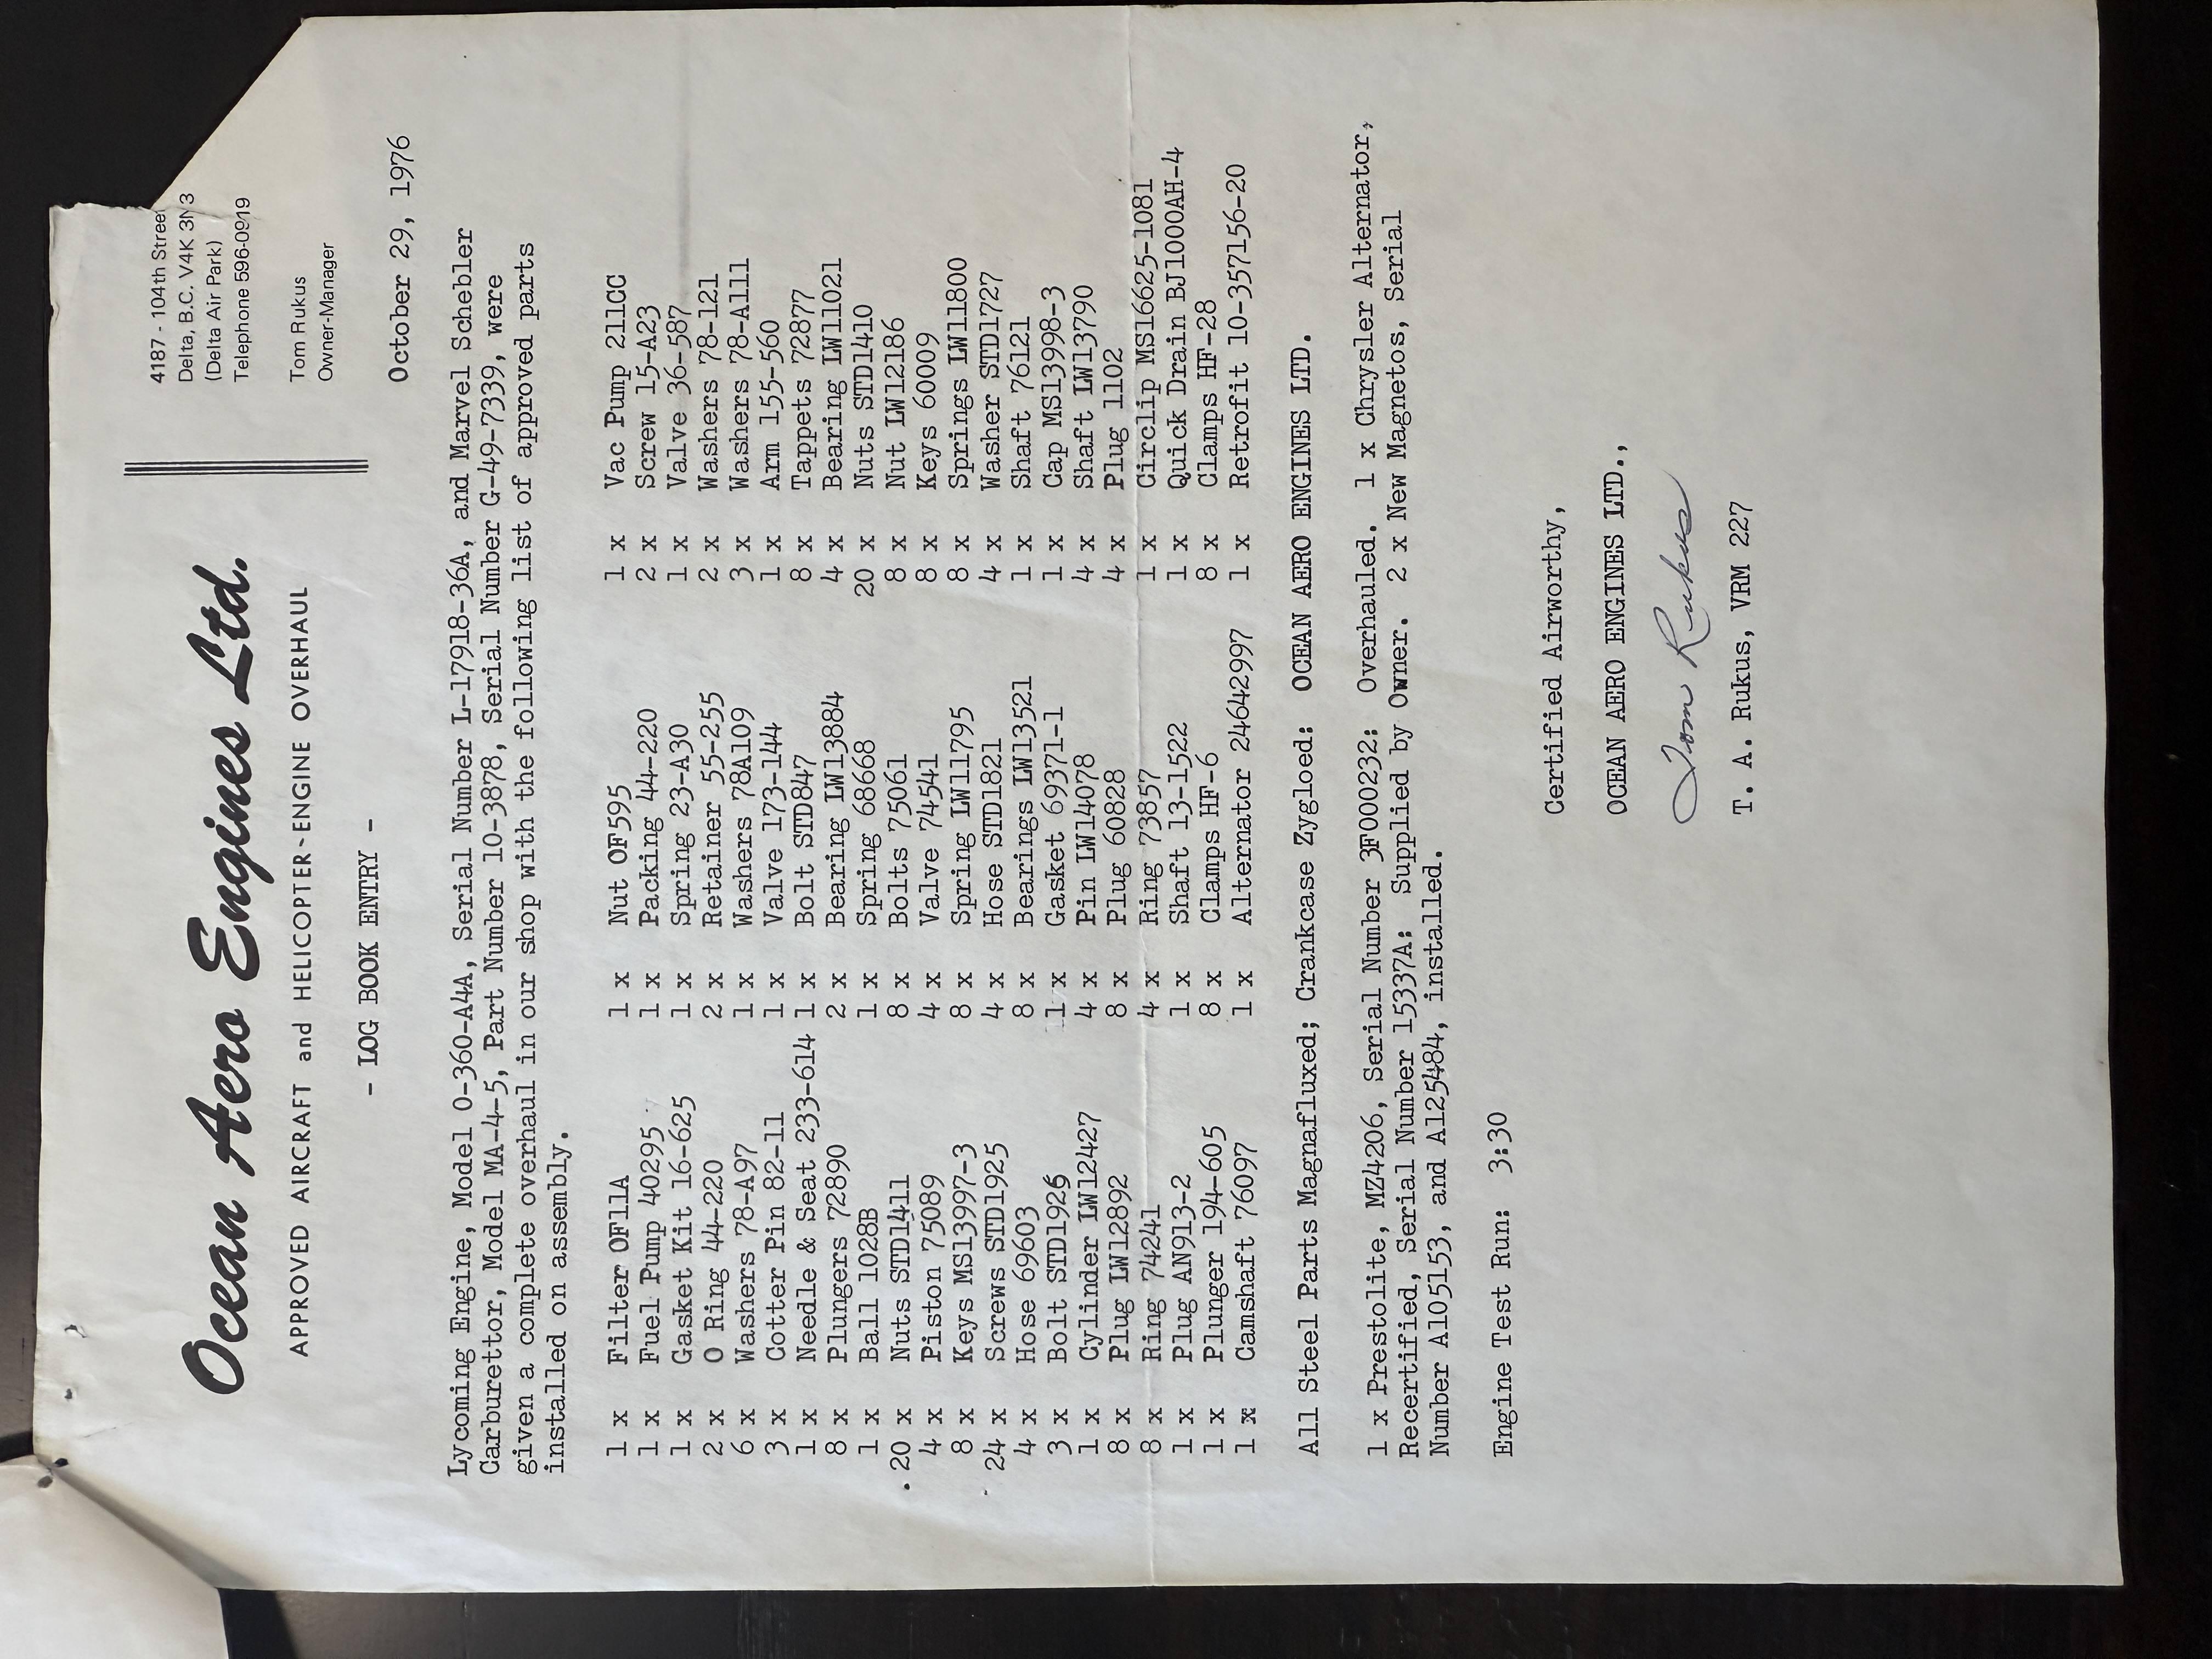 Ocean Aero Engines Ltd.
APPROVED AIRCRAFT and HELICOPTER-ENGINE OVERHAUL
4187 - 104th Street
Delta, B.C. V4K 3N3
(Delta Air Park)
Telephone 596-0919
Tom Rukus
Owner-Manager
- LOG BOOK ENTRY -
October 29, 1976
Lycoming Engine, Model O-360-A4A, Serial Number L-17918-36A, and Marvel Schebler
Carburettor, Model MA-4-5, Part Number 10-3878, Serial Number G-49-7339, were
given a complete overhaul in our shop with the following list of approved parts
installed on assembly.
1 x Filter OF111A 1 x Nut OF595 1 x Vac Pump 211CC
1 x Fuel Pump 40295 1 x Packing 44-220 2 x Screw 15-A23
1 x Gasket Kit 16-625 1 x Spring 23-A30 1 x Valve 36-587
2 x O Ring 44-220 2 x Retainer 55-255 2 x Washers 78-121
6 x Washers 78-A97 1 x Washers 78A109 3 x Washers 78-A111
3 x Cotter Pin 82-11 1 x Valve 173-144 1 x Arm 155-560
1 x Needle & Seat 233-614 1 x Bolt STD847 8 x Tappets 72877
8 x Plungers 72890 2 x Bearing LW13884 4 x Bearing LW11021
1 x Ball 1028B 1 x Spring 68668 20 x Nuts STD1410
20 x Nuts STD1411 8 x Bolts 75061 8 x Nut LW12186
4 x Piston 75089 4 x Valve 74541 8 x Keys 60009
8 x Keys MS13997-3 8 x Spring LW11795 8 x Springs LW11800
24 x Screws STD1925 4 x Hose STD1821 4 x Washer STD1727
4 x Hose 69603 8 x Bearings LW13521 1 x Shaft 76121
3 x Bolt STD1926 1 x Gasket 69371-1 1 x Cap MS13998-3
1 x Cylinder LW12427 4 x Pin LW14078 4 x Shaft LW13790
8 x Plug LW12892 8 x Plug 60828 4 x Plug 1102
8 x Ring 74241 4 x Ring 73857 1 x Circlip MS16625-1081
1 x Plug AN913-2 1 x Shaft 13-1522 1 x Quick Drain BJ1000AH-4
1 x Plunger 194-605 8 x Clamps HF-6 8 x Clamps HF-28
1 x Camshaft 76097 1 x Alternator 24642997 1 x Retrofit 10-357156-20
All Steel Parts Magnafluxed; Crankcase Zygloed: OCEAN AERO ENGINES LTD.
1 x Prestolite, MZ4206, Serial Number 3F000232: Overhauled. 1 x Chrysler Alternator,
Recertified, Serial Number 15337A: Supplied by Owner. 2 x New Magnetos, Serial
Number A105153, and A125484, installed.
Engine Test Run: 3:30
Certified Airworthy,
OCEAN AERO ENGINES LTD.,
Tom Rukus
T. A. Rukus, VRM 227